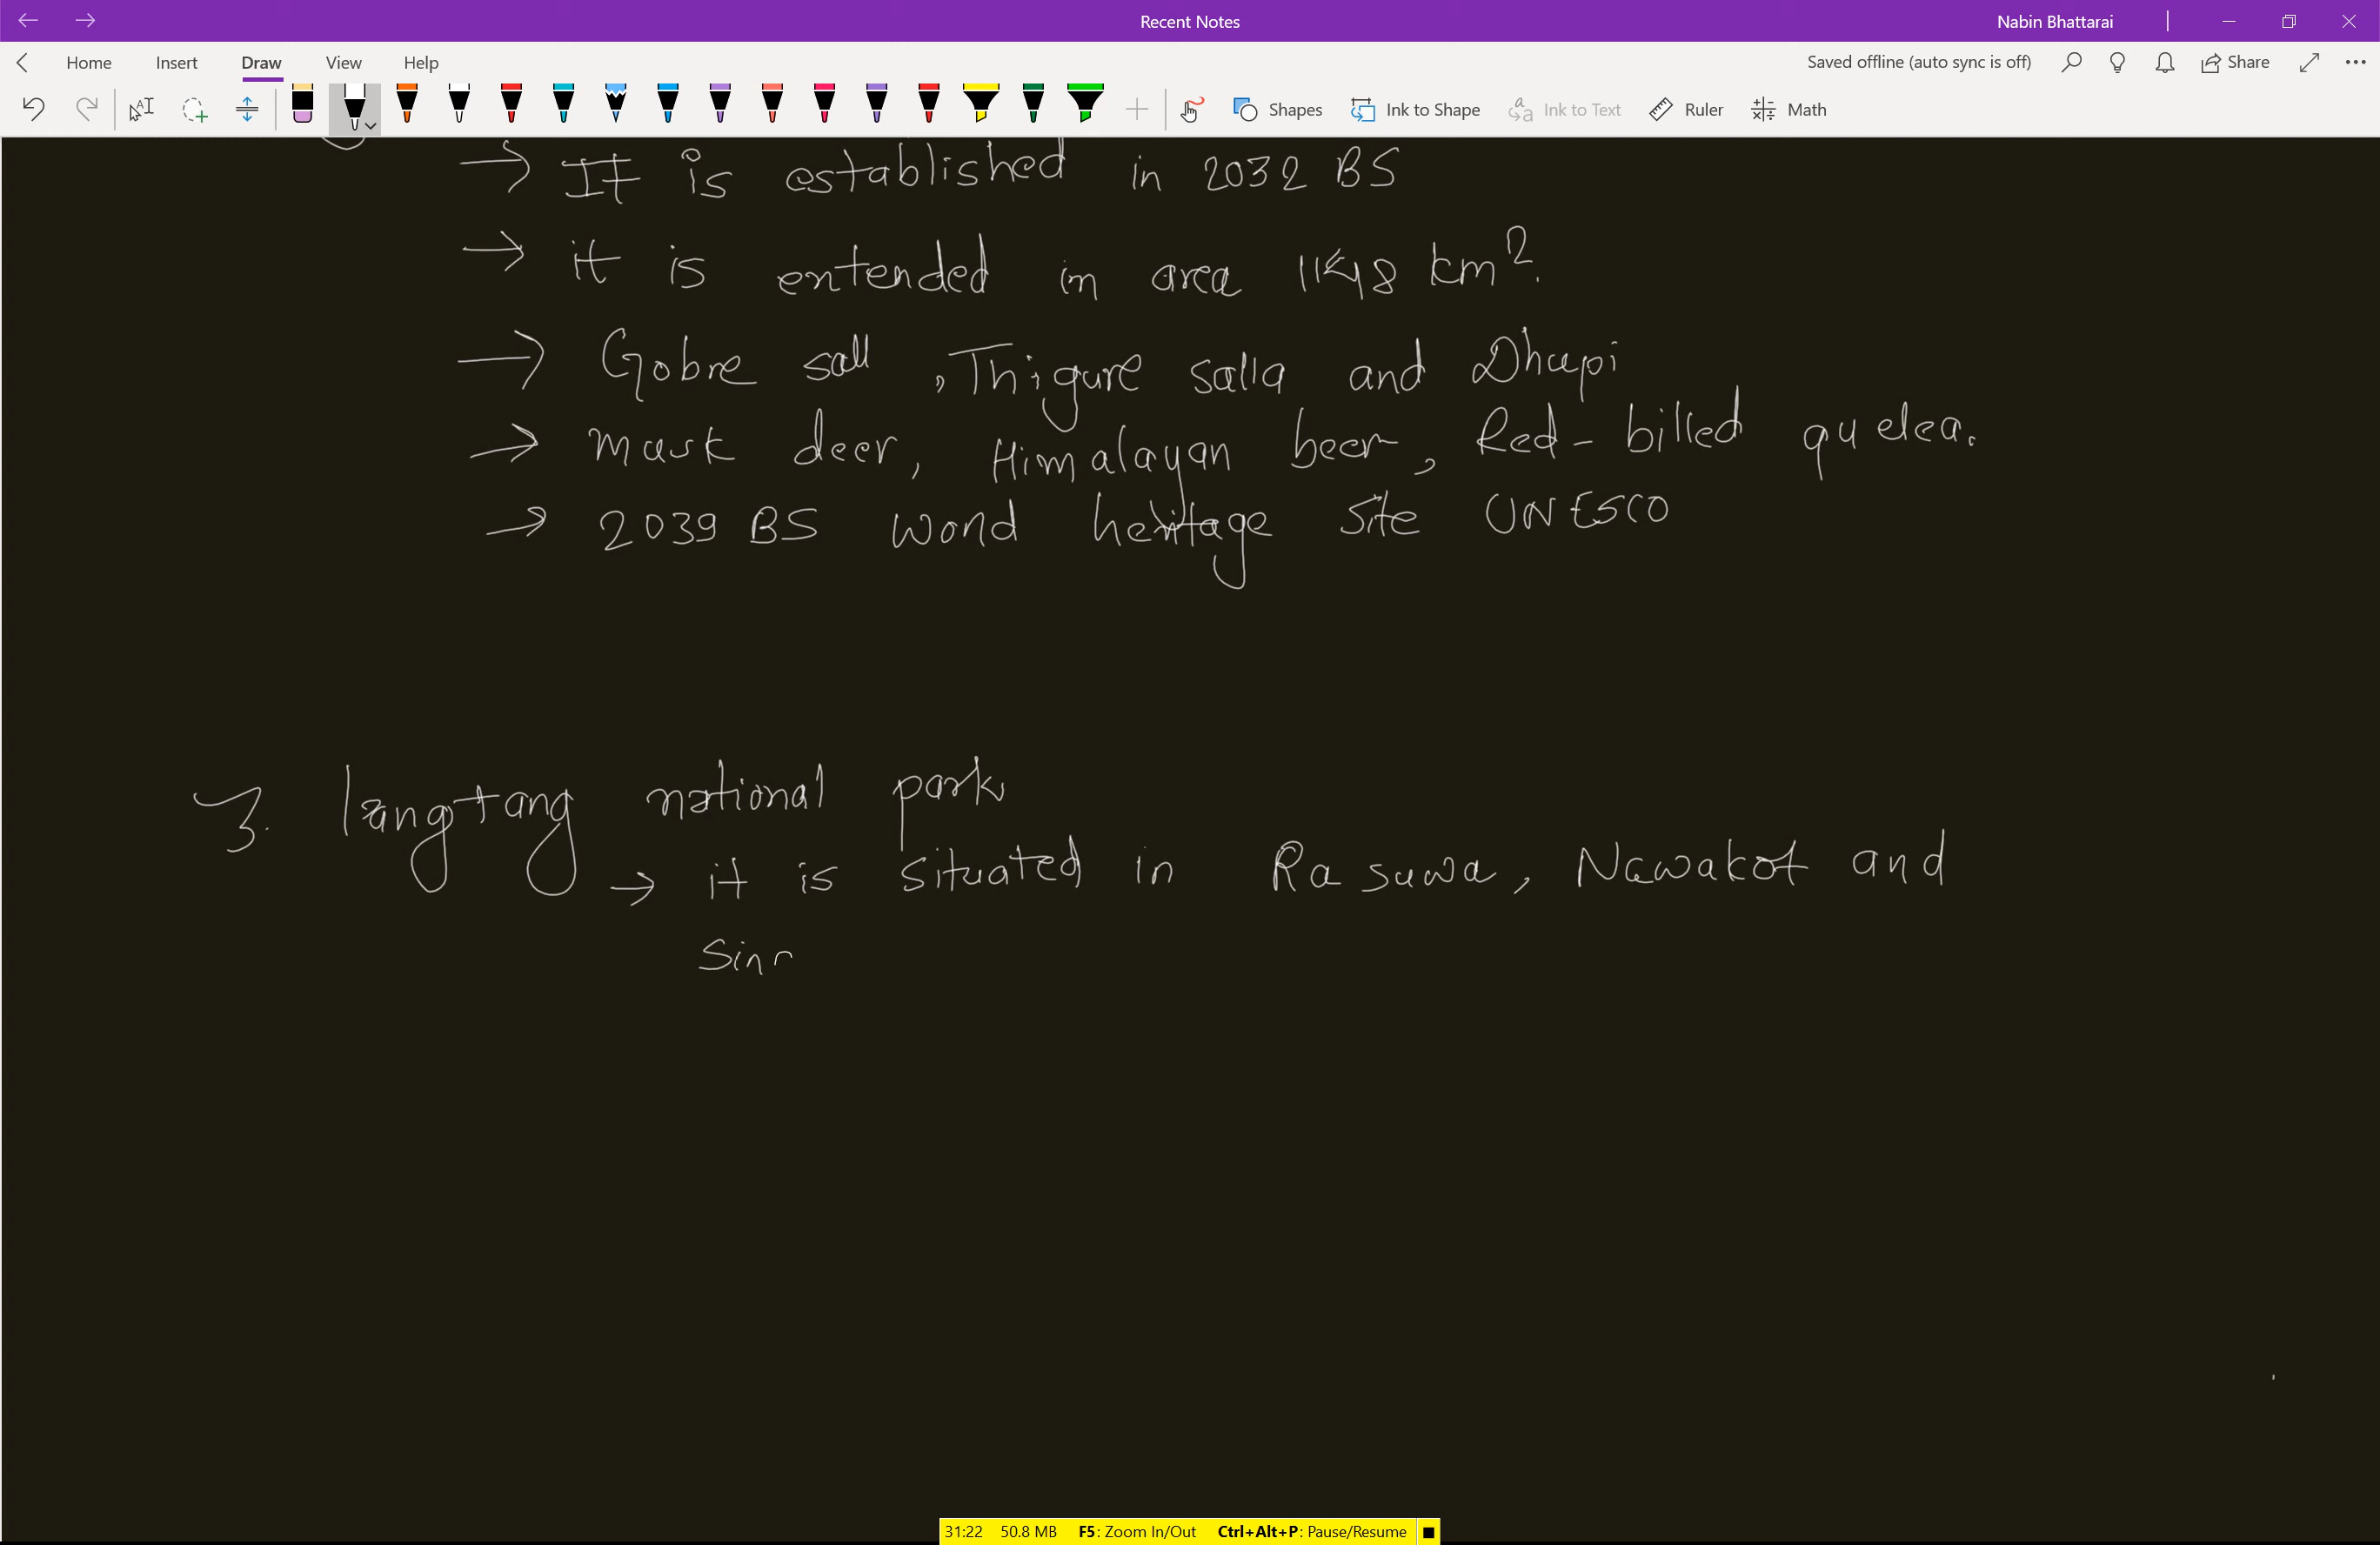 Recent Notes Nabin Bhattarai
Home Insert Draw View Help Saved offline (auto sync is off) Share
Shapes Ink to Shape Ink to Text Ruler Math
→ It is established in 2032 BS
→ it is entended in area 1148 km².
→ Gobre sall , Thigure salla and Dhupi
→ musk deer, Himalayan beer, Red-billed quelea.
→ 2039 BS world heritage site UNESCO
3. langtang national park
→ it is situated in Rasuwa, Nuwakot and
Sin
31:22 50.8 MB F5: Zoom In/Out Ctrl+Alt+P: Pause/Resume